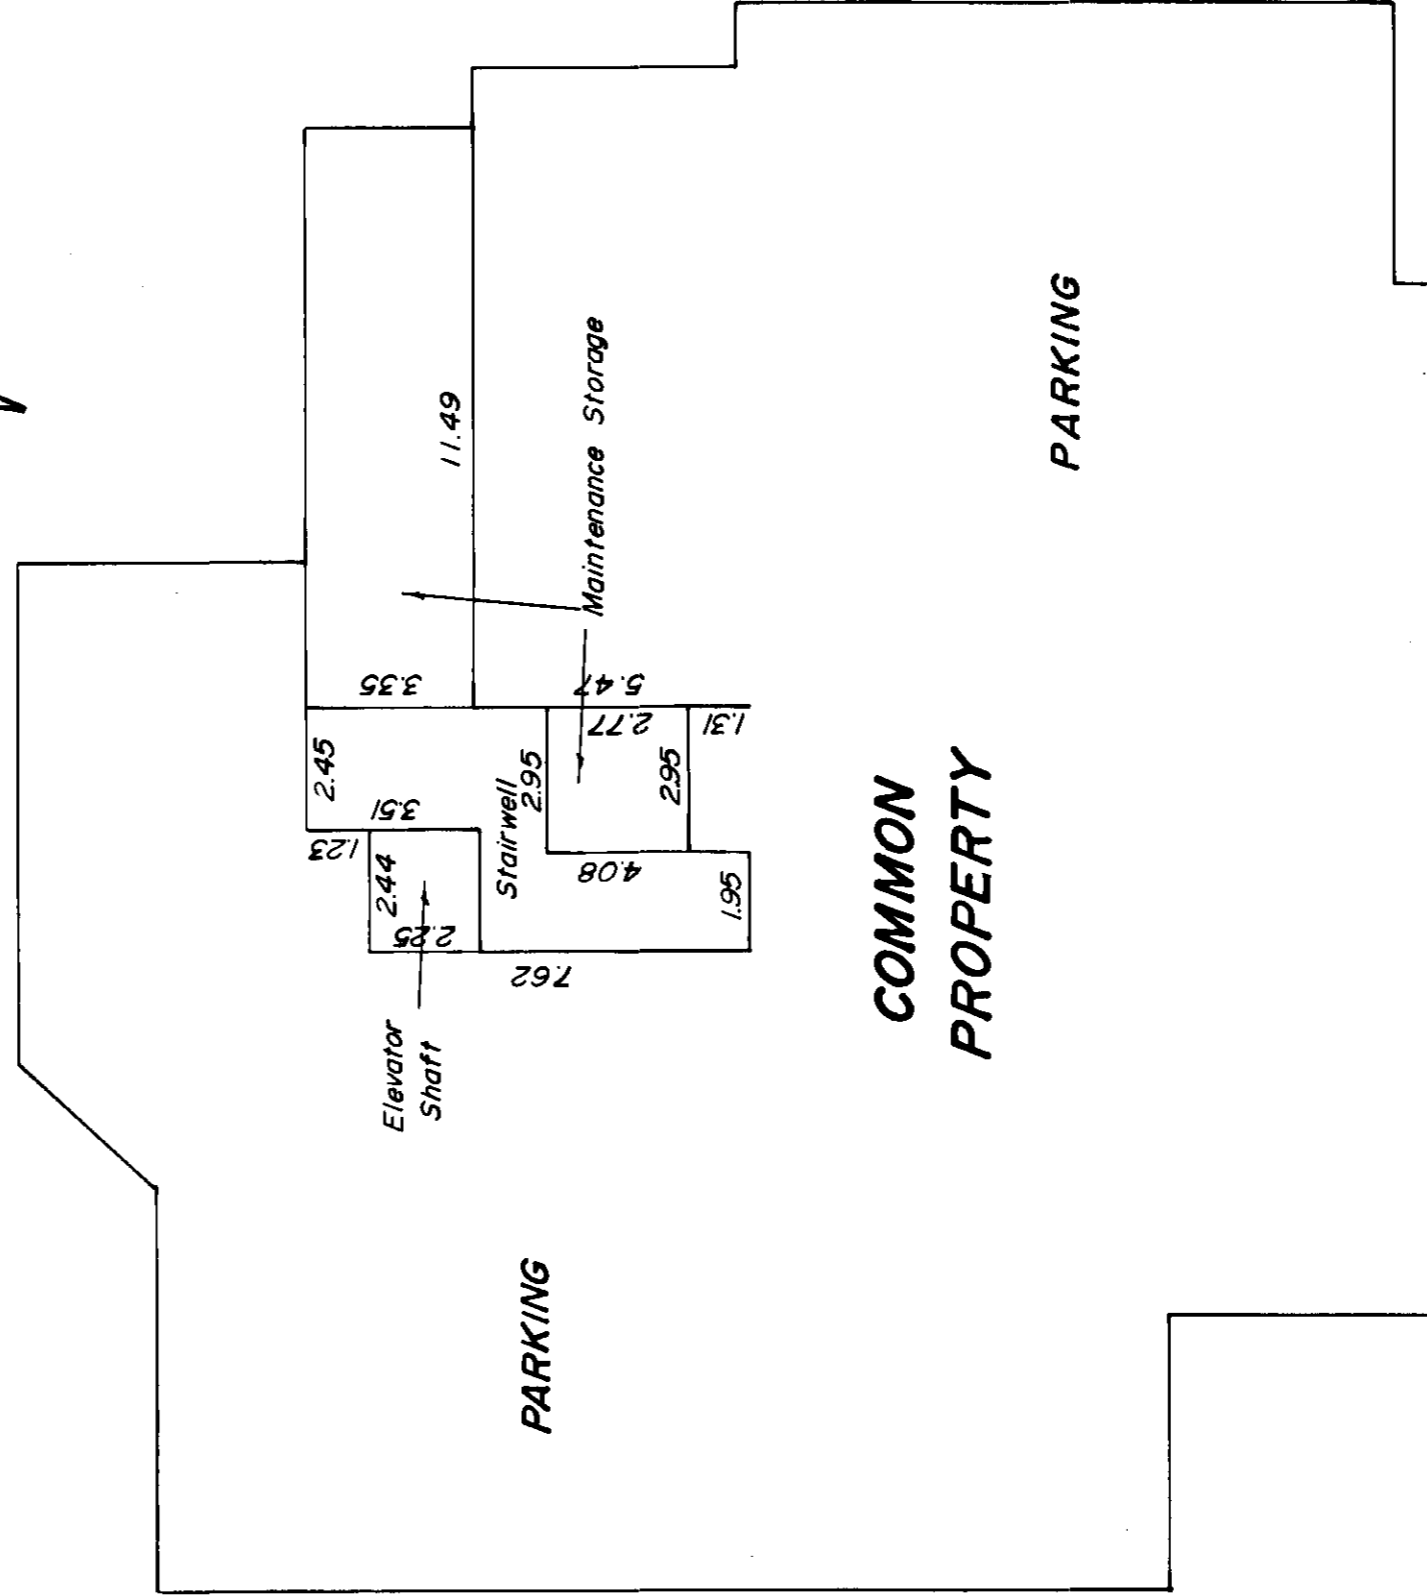 11.49
Maintenance Storage
3.35
5.47
2.77
1.31
2.45
3.51
1.23
2.95
2.95
Stairwell
4.08
2.44
2.25
1.95
7.62
Elevator
Shaft
PARKING
PARKING
COMMON
PROPERTY